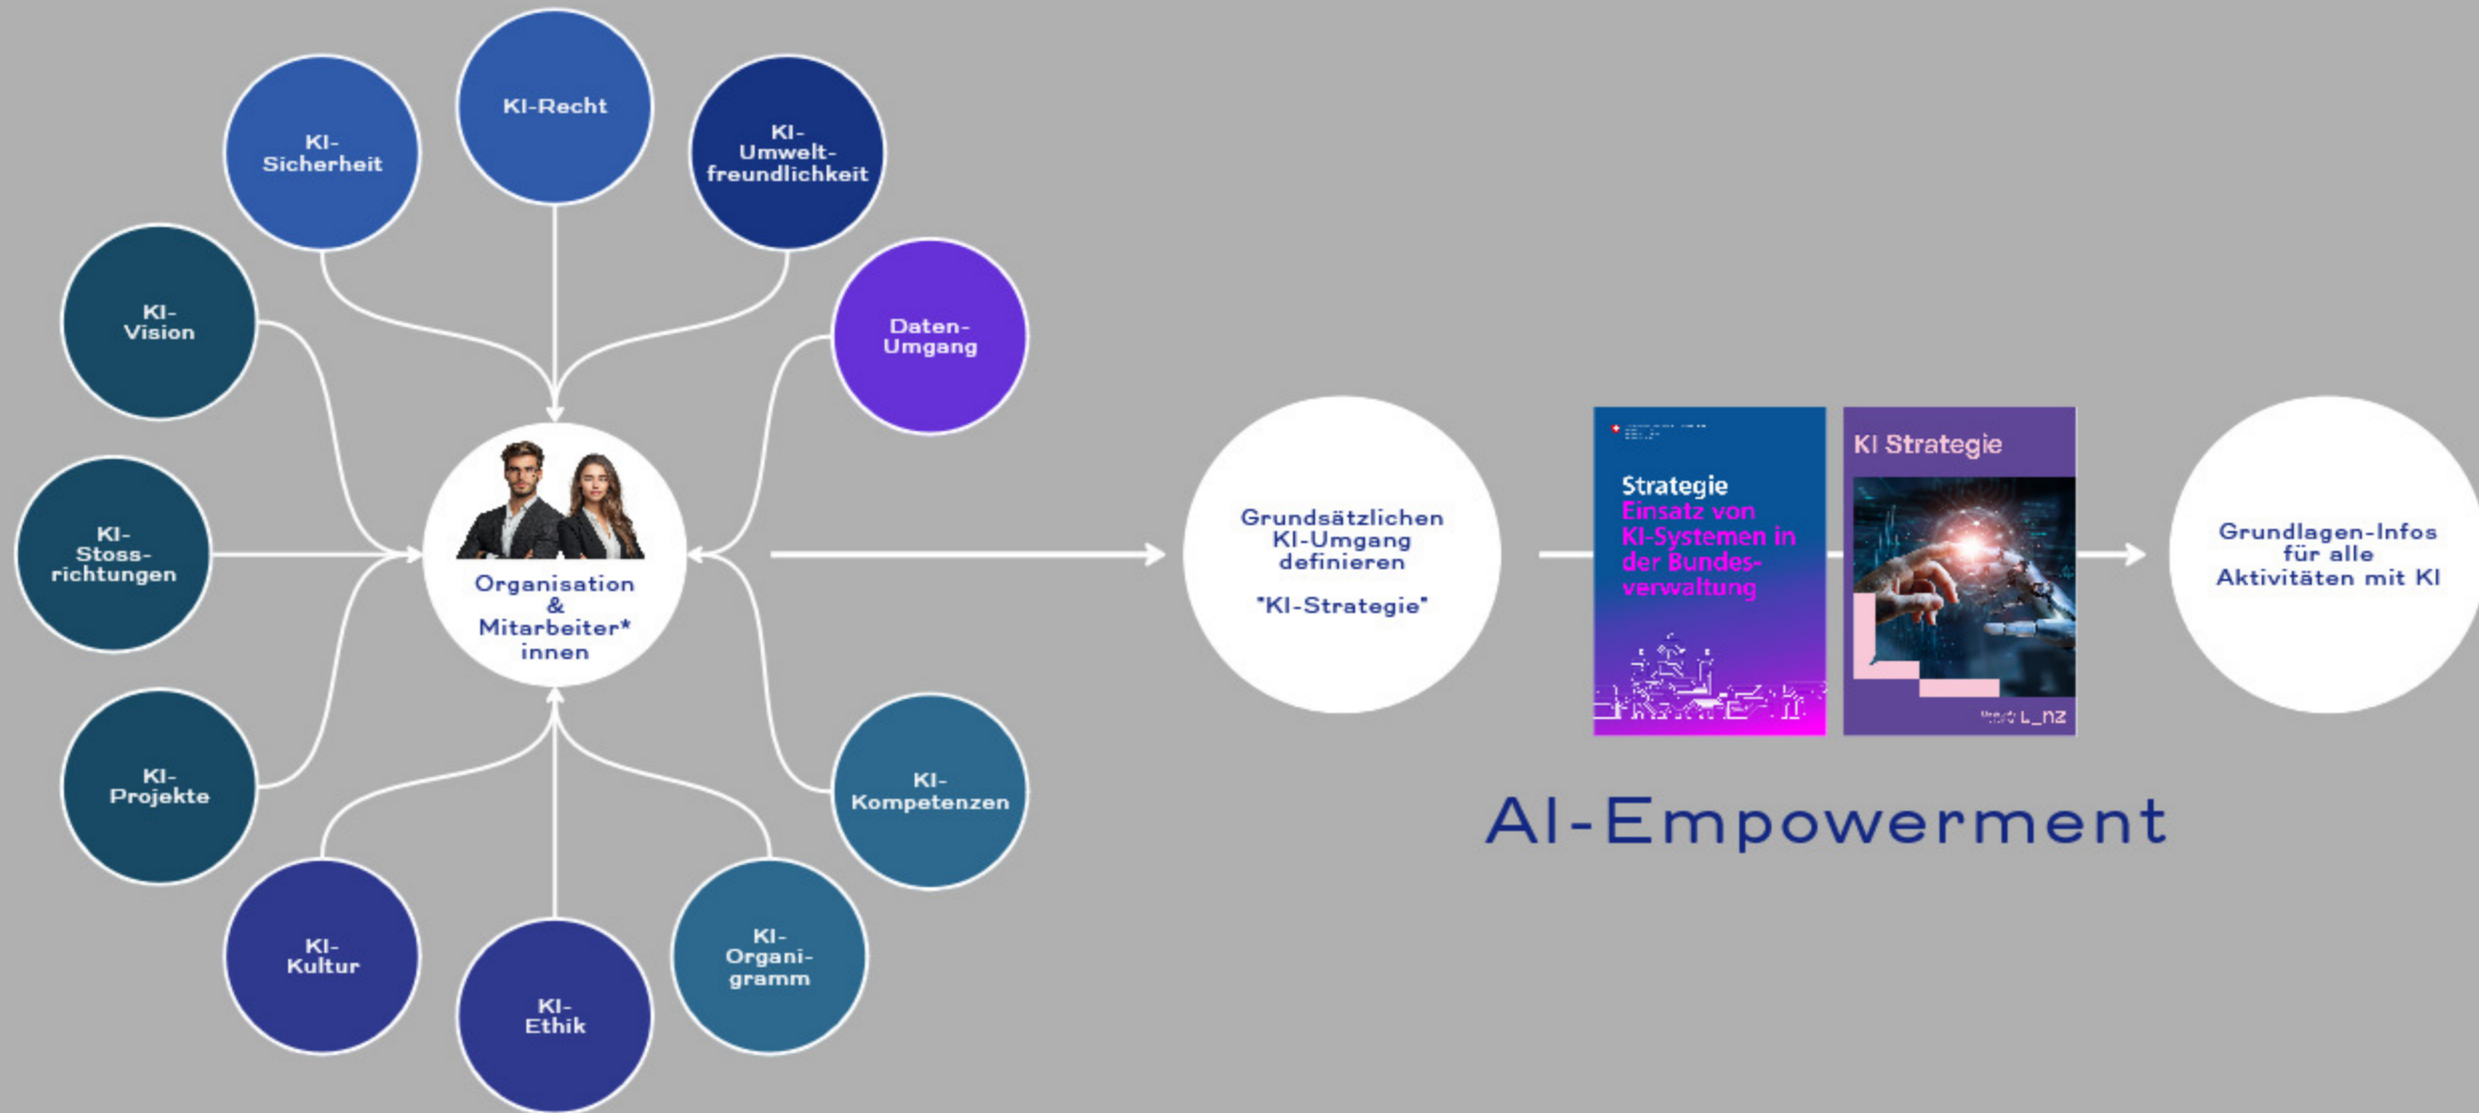 KI-Recht
KI-
Sicherheit
KI-
Umwelt-
freundlichkeit
KI-
Vision
Daten-
Umgang
KI-
Stoss-
richtungen
Organisation
&
Mitarbeiter*
innen
KI-
Projekte
KI-
Kompetenzen
KI-
Kultur
KI-
Ethik
KI-
Organi-
gramm
Grundsätzlichen
KI-Umgang
definieren
"KI-Strategie"
Strategie
Einsatz von
KI-Systemen in
der Bundes-
verwaltung
KI Strategie
L_nz
Grundlagen-Infos
für alle
Aktivitäten mit KI
AI-Empowerment